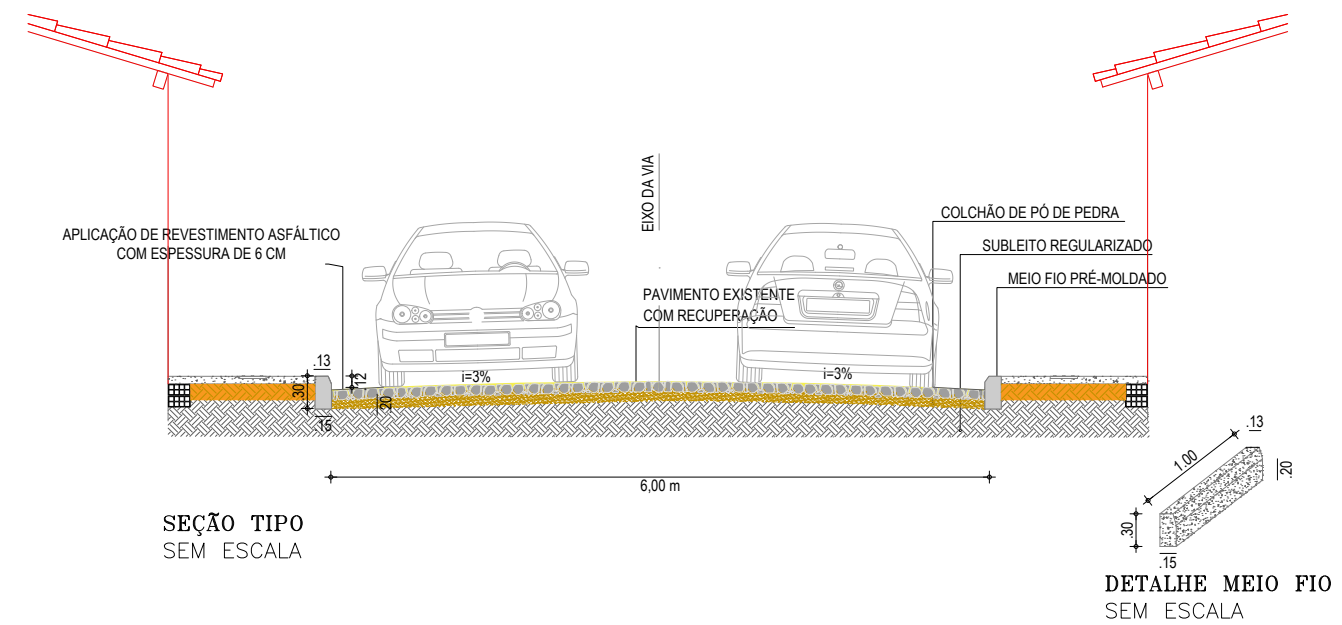 EIXO DA VIA
APLICAÇÃO DE REVESTIMENTO ASFÁLTICO
COM ESPESSURA DE 6 CM
COLCHÃO DE PÓ DE PEDRA
SUBLEITO REGULARIZADO
MEIO FIO PRÉ-MOLDADO
PAVIMENTO EXISTENTE
COM RECUPERAÇÃO
.13
.30
12
i=3%
i=3%
20
.15
6,00 m
SEÇÃO TIPO
SEM ESCALA
.13
1.00
.20
.30
.15
DETALHE MEIO FIO
SEM ESCALA